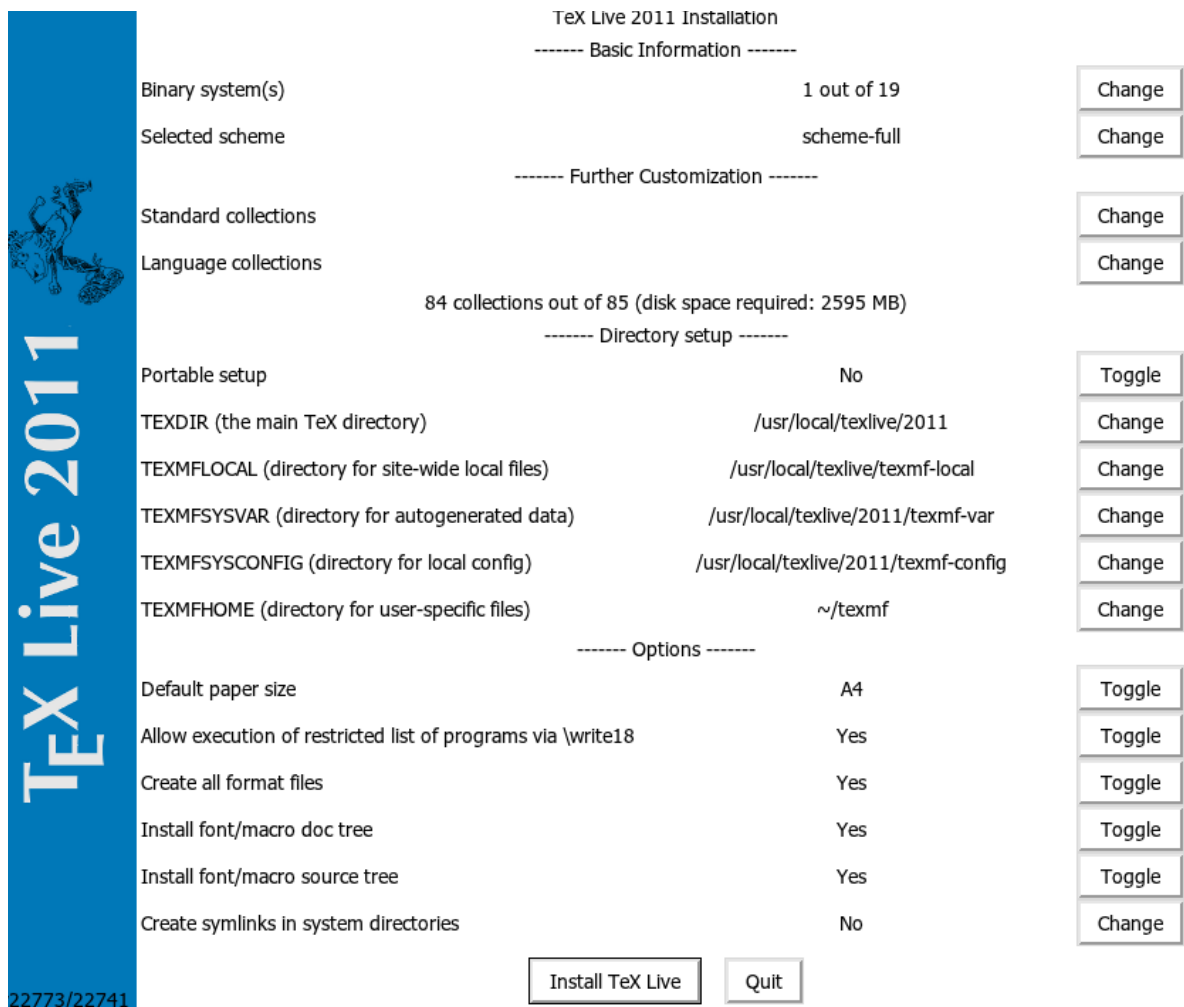 TeX Live 2011 Installation
------- Basic Information -------
Binary system(s) 1 out of 19 Change
Selected scheme scheme-full Change
------- Further Customization -------
Standard collections Change
Language collections Change
84 collections out of 85 (disk space required: 2595 MB)
------- Directory setup -------
Portable setup No Toggle
TEXDIR (the main TeX directory) /usr/local/texlive/2011 Change
TEXMFLOCAL (directory for site-wide local files) /usr/local/texlive/texmf-local Change
TEXMFSYSVAR (directory for autogenerated data) /usr/local/texlive/2011/texmf-var Change
TEXMFSYSCONFIG (directory for local config) /usr/local/texlive/2011/texmf-config Change
TEXMFHOME (directory for user-specific files) ~/texmf Change
------- Options -------
Default paper size A4 Toggle
Allow execution of restricted list of programs via \write18 Yes Toggle
Create all format files Yes Toggle
Install font/macro doc tree Yes Toggle
Install font/macro source tree Yes Toggle
Create symlinks in system directories No Change
Install TeX Live Quit
TEX Live 2011
22773/22741